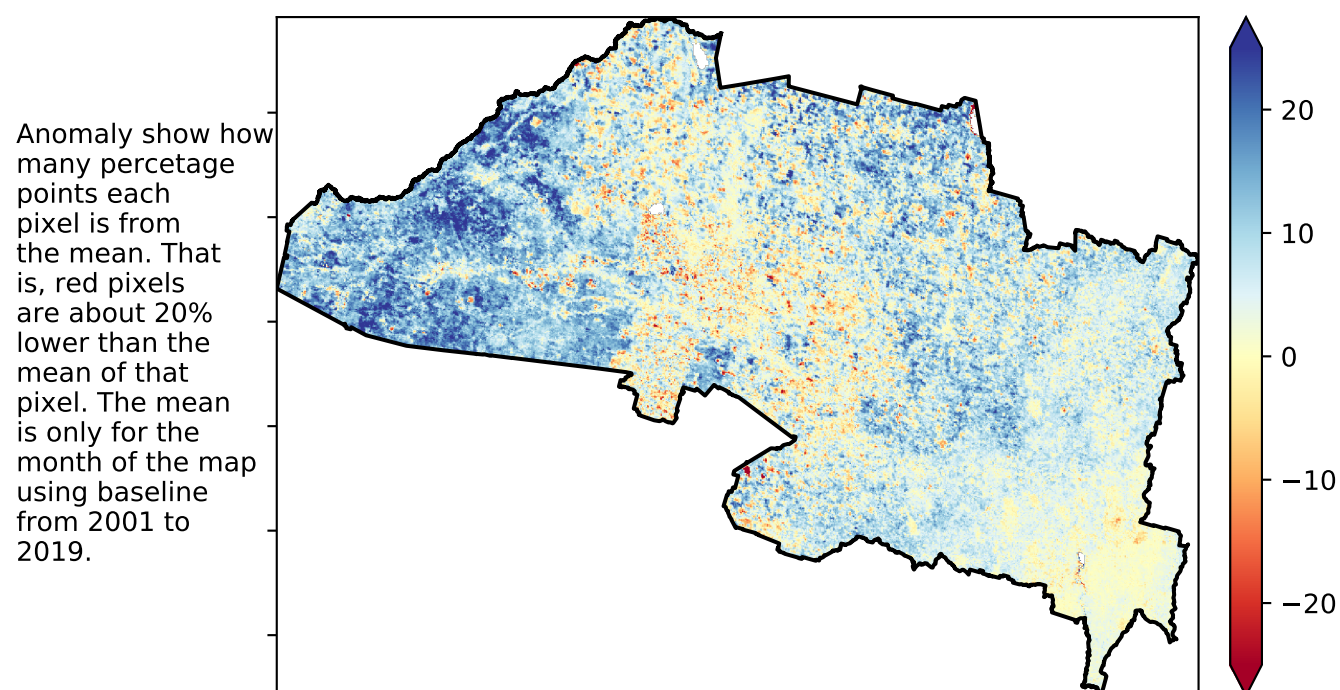 Anomaly show how
many percetage
points each
pixel is from
the mean. That
is, red pixels
are about 20%
lower than the
mean of that
pixel. The mean
is only for the
month of the map
using baseline
from 2001 to
2019.
20
10
0
−10
−20